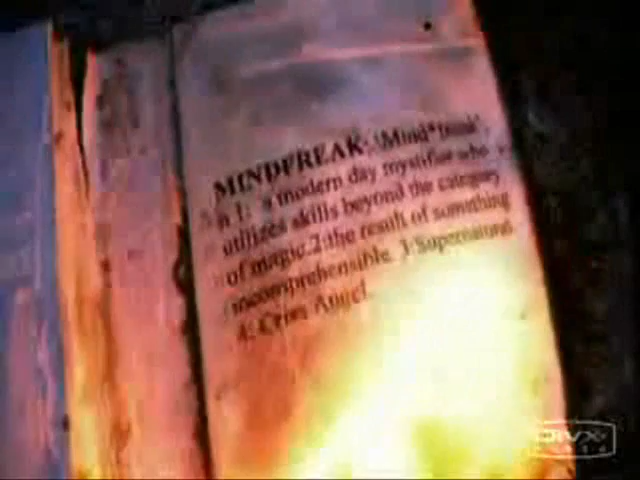 MINDFREAK- \Mind*freak\
n 1: a modern day mystifier who
utilizes skills beyond the category
of magic 2:the result of something
incomprehensible. 3:Supernatural
4. Criss Angel
DIVX